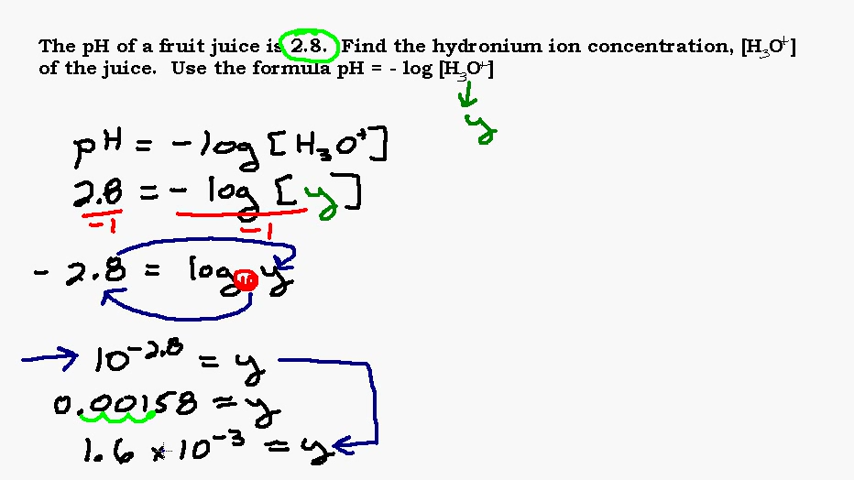 The pH of a fruit juice is 2.8. Find the hydronium ion concentration, [H₃O⁺]
of the juice. Use the formula pH = - log [H₃O⁺]
y
pH = -log [H₃O⁺]
2.8 = - log [y]
-1 -1
- 2.8 = log₁₀ y
10⁻²·⁸ = y
0.00158 = y
1.6 × 10⁻³ = y